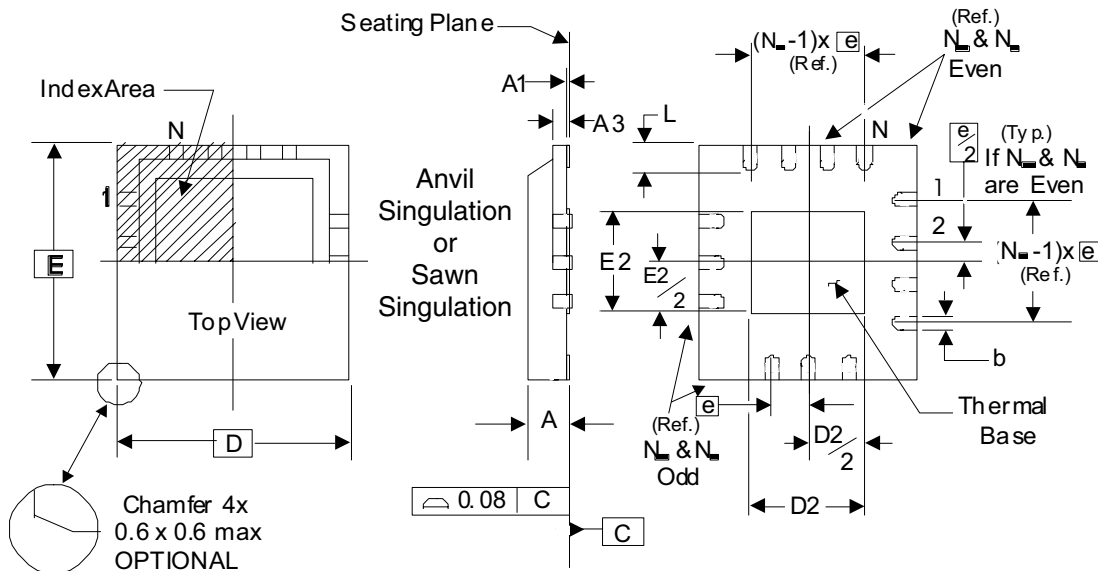 Seating Plane
IndexArea
N
1
E
TopView
D
Chamfer 4x
0.6 x 0.6 max
OPTIONAL
A1
A3
L
Anvil
Singulation
or
Sawn
Singulation
A
0.08 C
C
(N -1)x e
(Ref.)
(Ref.)
N & N
Even
N
e/2
(Typ.)
If N & N
are Even
1
2
(N -1)x e
(Ref.)
E2
E2/2
b
Thermal
Base
e
(Ref.)
N & N
Odd
D2/2
D2